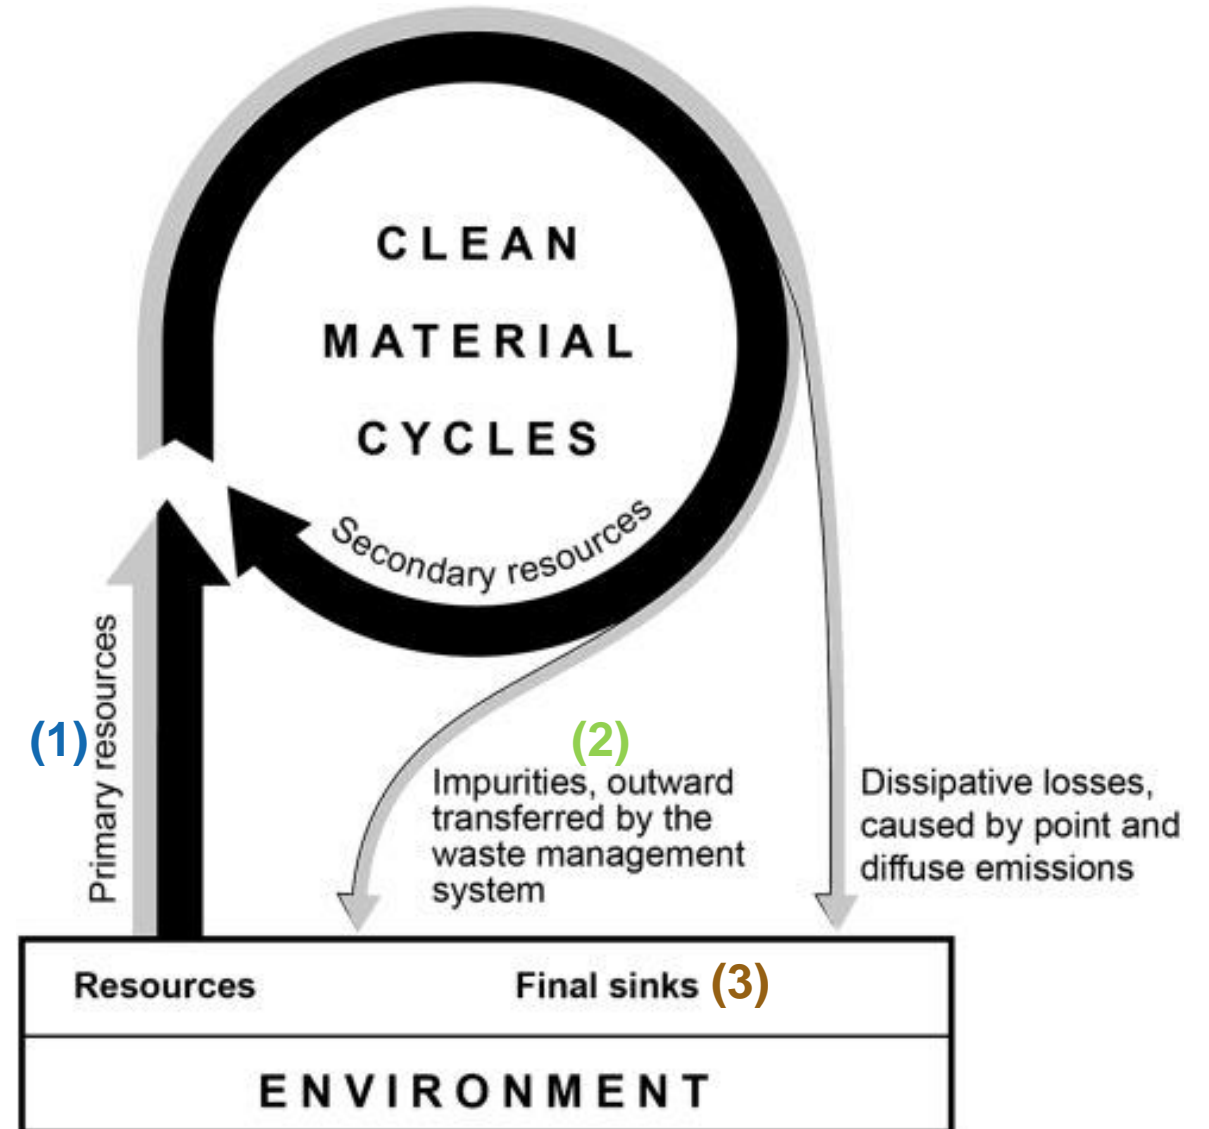 CLEAN
MATERIAL
CYCLES
Secondary resources
Primary resources
(1)
(2)
Impurities, outward
transferred by the
waste management
system
Dissipative losses,
caused by point and
diffuse emissions
Resources
Final sinks (3)
ENVIRONMENT